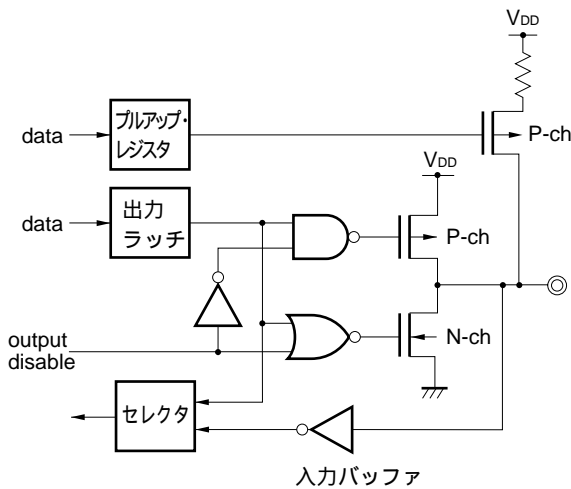 VDD
data
プルアップ・
レジスタ
P-ch
VDD
data
出力
ラッチ
P-ch
output
disable
N-ch
セレクタ
入力バッファ